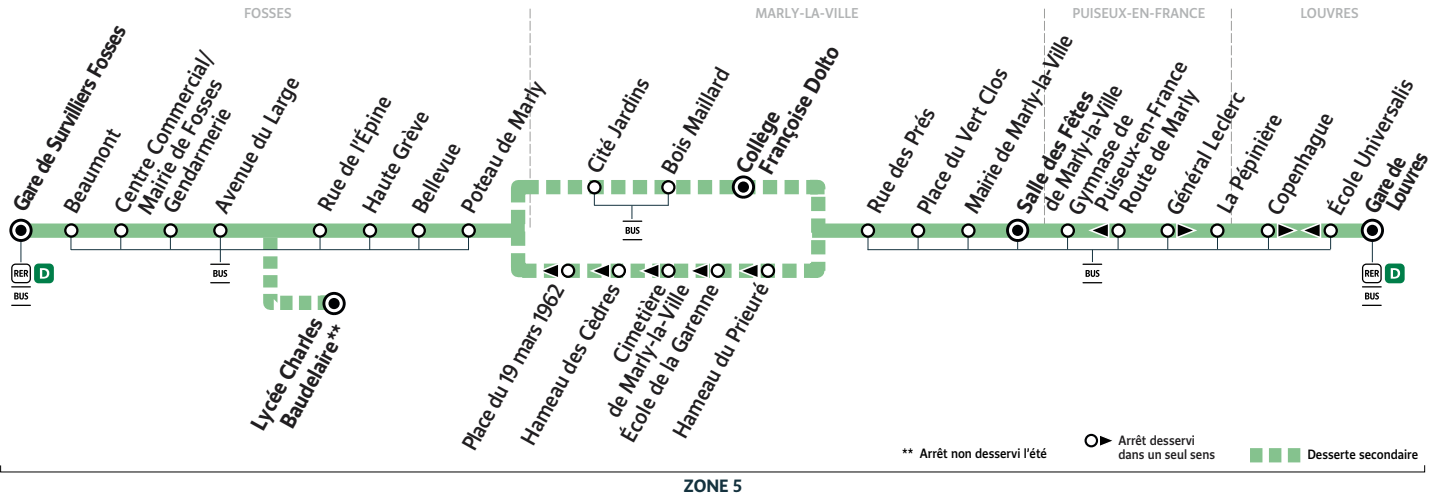 FOSSES
MARLY-LA-VILLE
PUISEUX-EN-FRANCE
LOUVRES
Gare de Survilliers Fosses
Beaumont
Centre Commercial/
Mairie de Fosses
Gendarmerie
Avenue du Large
Rue de l'Épine
Haute Grève
Bellevue
Poteau de Marly
Cité Jardins
Bois Maillard
Collège
Françoise Dolto
Rue des Prés
Place du Vert Clos
Mairie de Marly-la-Ville
Salle des Fêtes
de Marly-la-Ville
Gymnase de
Puiseux-en-France
Route de Marly
Général Leclerc
La Pépinière
Copenhague
École Universalis
Gare de
Louvres
RER D
BUS
BUS
BUS
BUS
RER D
BUS
Lycée Charles
Baudelaire **
Place du 19 mars 1962
Hameau des Cèdres
Cimetière
de Marly-la-Ville
École de la Garenne
Hameau du Prieuré
** Arrêt non desservi l'été
Arrêt desservi
dans un seul sens
Desserte secondaire
ZONE 5